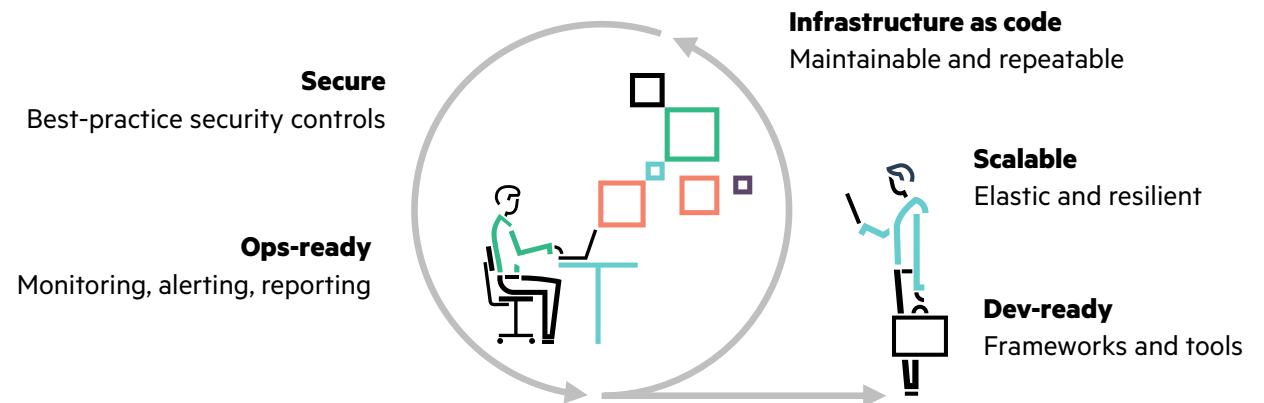 Infrastructure as code
Maintainable and repeatable
Secure
Best-practice security controls
Scalable
Elastic and resilient
Ops-ready
Monitoring, alerting, reporting
Dev-ready
Frameworks and tools